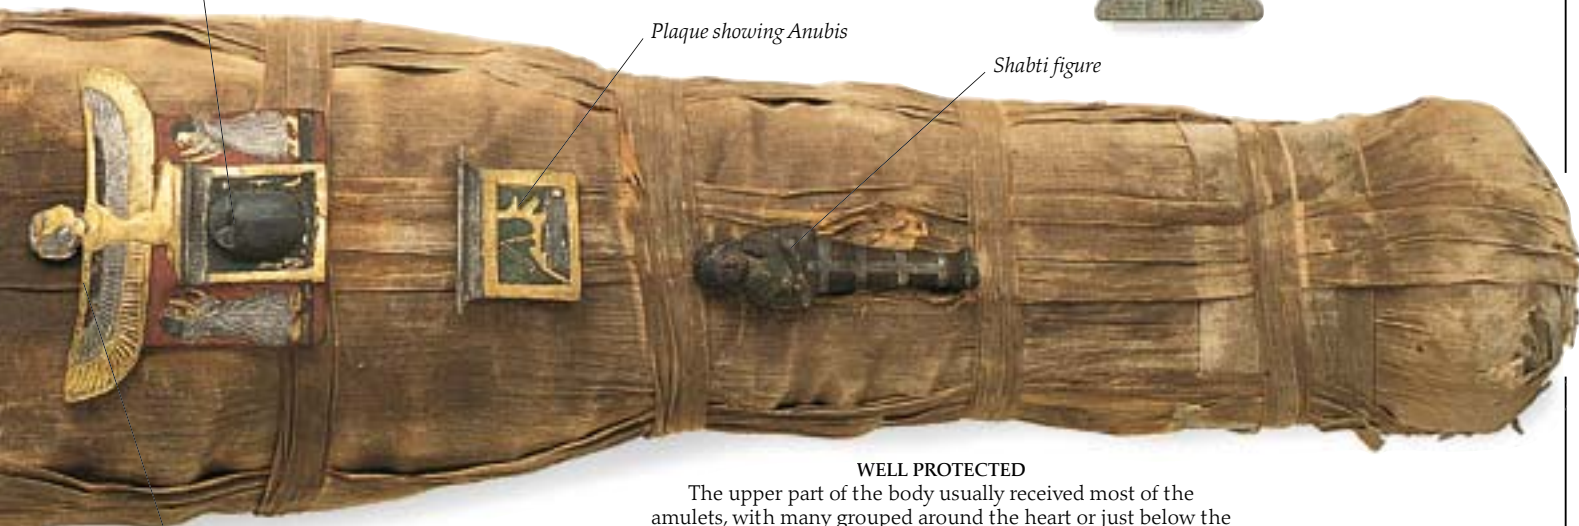 Plaque showing Anubis
Shabti figure
WELL PROTECTED
The upper part of the body usually received most of the
amulets, with many grouped around the heart or just below the